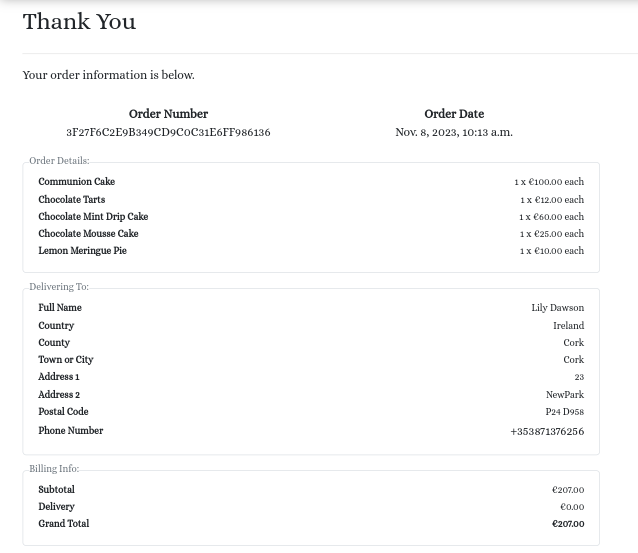 Thank You
Your order information is below.
Order Number Order Date
3F27F6C2E9B349CD9C0C31E6FF986136 Nov. 8, 2023, 10:13 a.m.
Order Details:
Communion Cake 1 x €100.00 each
Chocolate Tarts 1 x €12.00 each
Chocolate Mint Drip Cake 1 x €60.00 each
Chocolate Mousse Cake 1 x €25.00 each
Lemon Meringue Pie 1 x €10.00 each
Delivering To:
Full Name Lily Dawson
Country Ireland
County Cork
Town or City Cork
Address 1 23
Address 2 NewPark
Postal Code P24 D958
Phone Number +353871376256
Billing Info:
Subtotal €207.00
Delivery €0.00
Grand Total €207.00